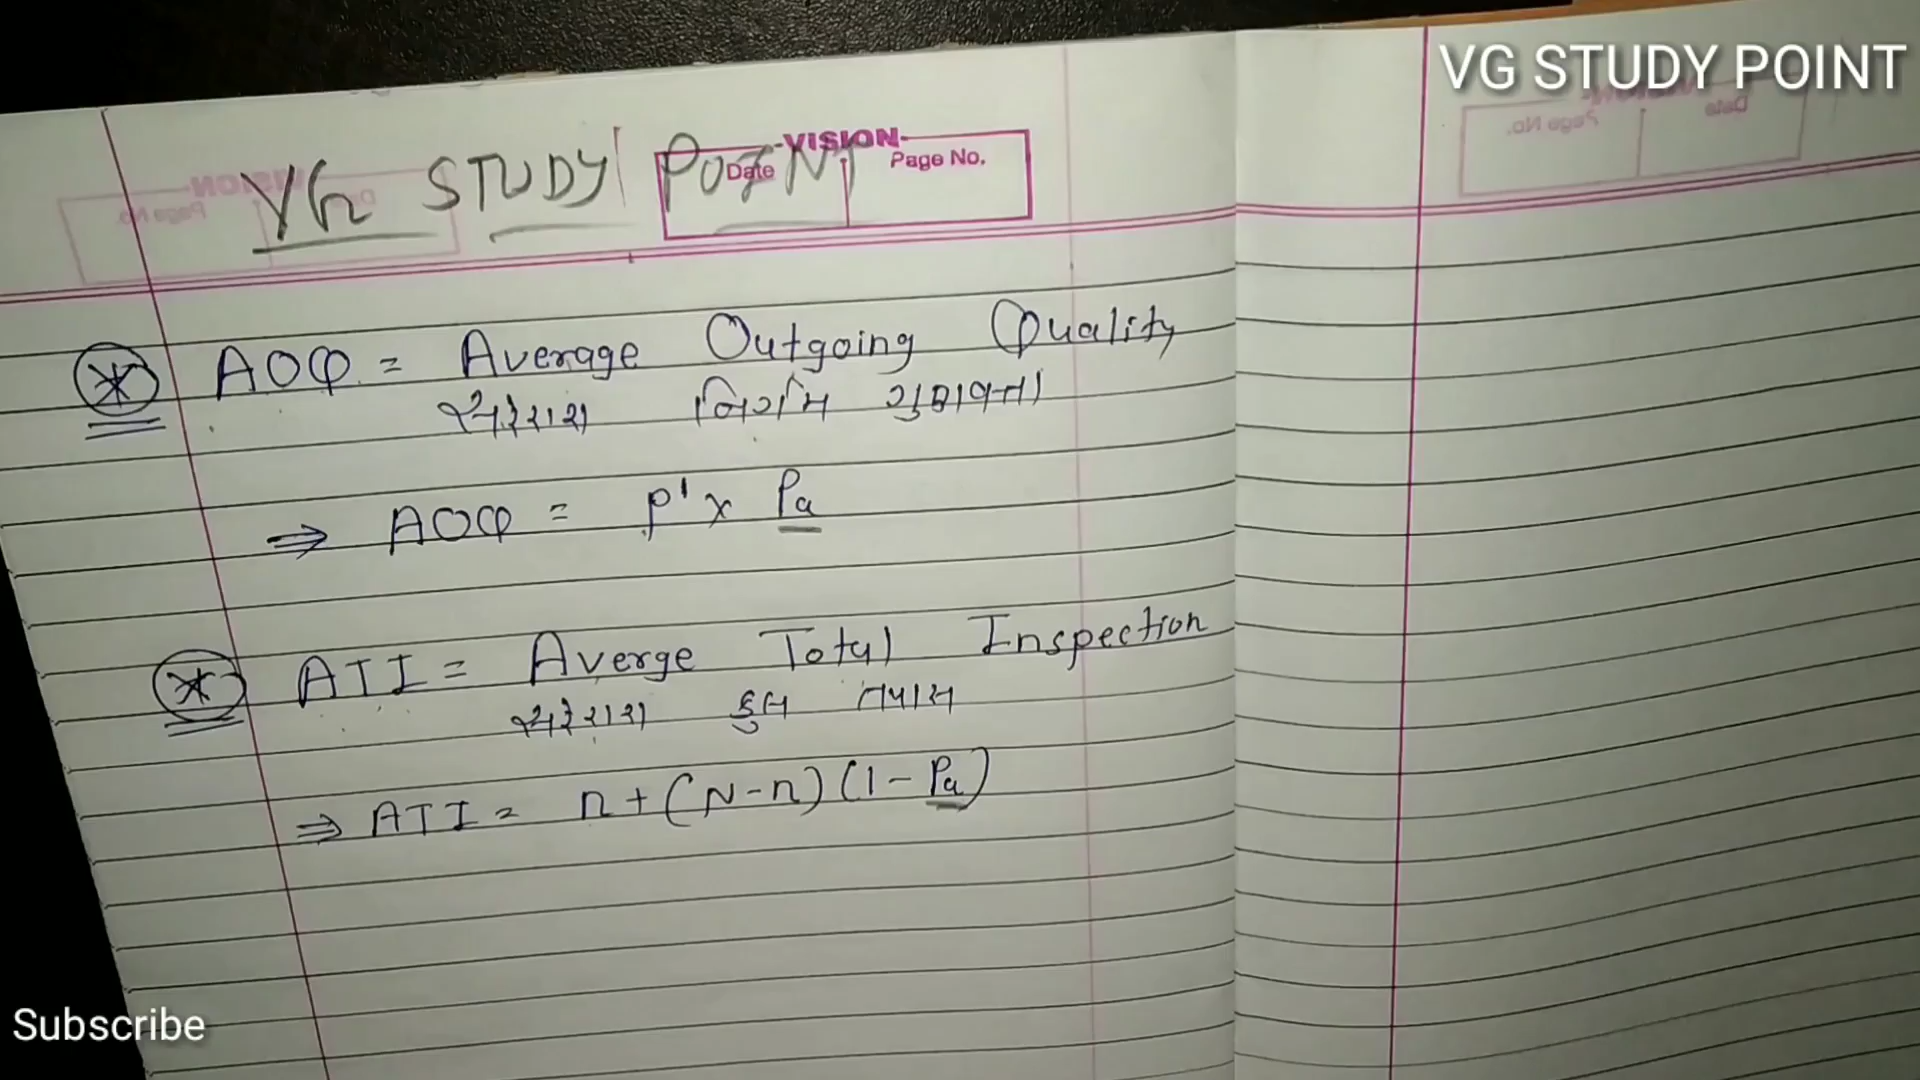 VG STUDY POINT
-VISION-
Date
Page No.
VG STUDY POINT
AOQ = Average Outgoing Quality
સરેરાશ નિર્ગમ ગુણવત્તા
⇒ AOQ = p' x Pa
ATI = Averge Total Inspection
સરેરાશ કુલ તપાસ
⇒ ATI = n + (N-n) (1 - Pa)
Subscribe